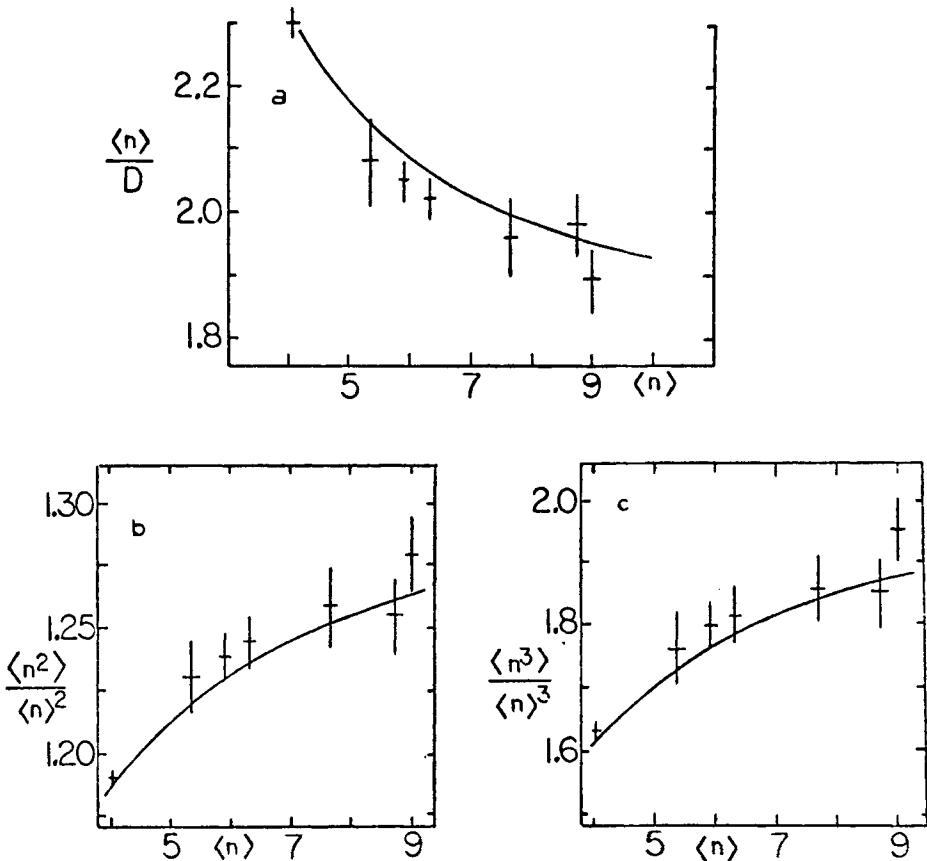 a
2.2
2.0
1.8
⟨n⟩
D
5 7 9 ⟨n⟩
b
1.30
1.25
1.20
⟨n²⟩
⟨n⟩²
5 ⟨n⟩ 7 9
c
2.0
1.8
1.6
⟨n³⟩
⟨n⟩³
5 ⟨n⟩ 7 9